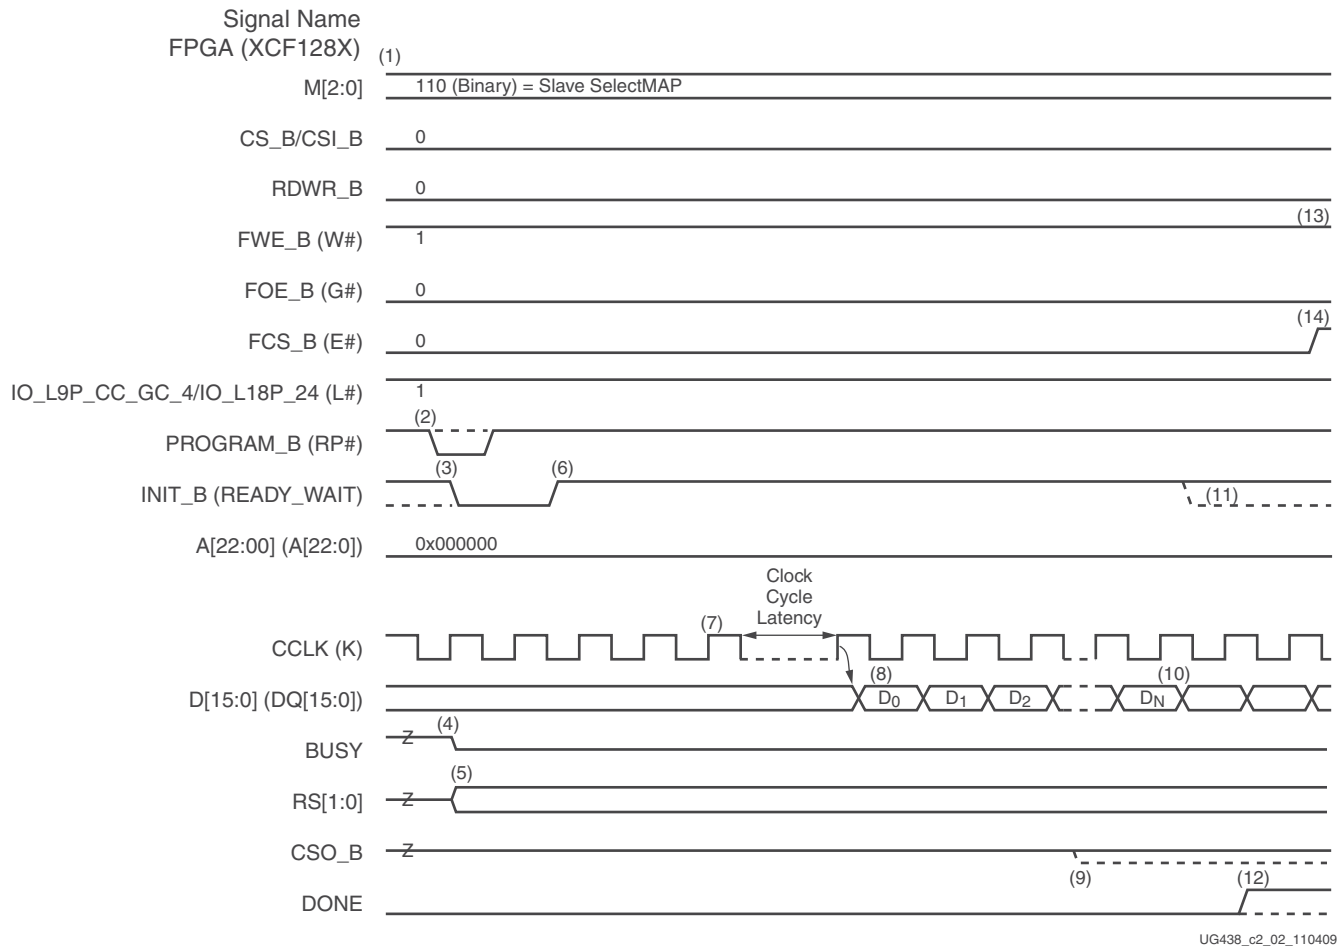 Signal Name
FPGA (XCF128X)
(1)
M[2:0]
110 (Binary) = Slave SelectMAP
CS_B/CSI_B
0
RDWR_B
0
(13)
FWE_B (W#)
1
FOE_B (G#)
0
(14)
FCS_B (E#)
0
IO_L9P_CC_GC_4/IO_L18P_24 (L#)
1
(2)
PROGRAM_B (RP#)
(3)
(6)
INIT_B (READY_WAIT)
(11)
A[22:00] (A[22:0])
0x000000
Clock
Cycle
Latency
(7)
CCLK (K)
(8)
(10)
D[15:0] (DQ[15:0])
D0
D1
D2
DN
(4)
BUSY
Z
(5)
RS[1:0]
Z
CSO_B
Z
(9)
(12)
DONE
UG438_c2_02_110409